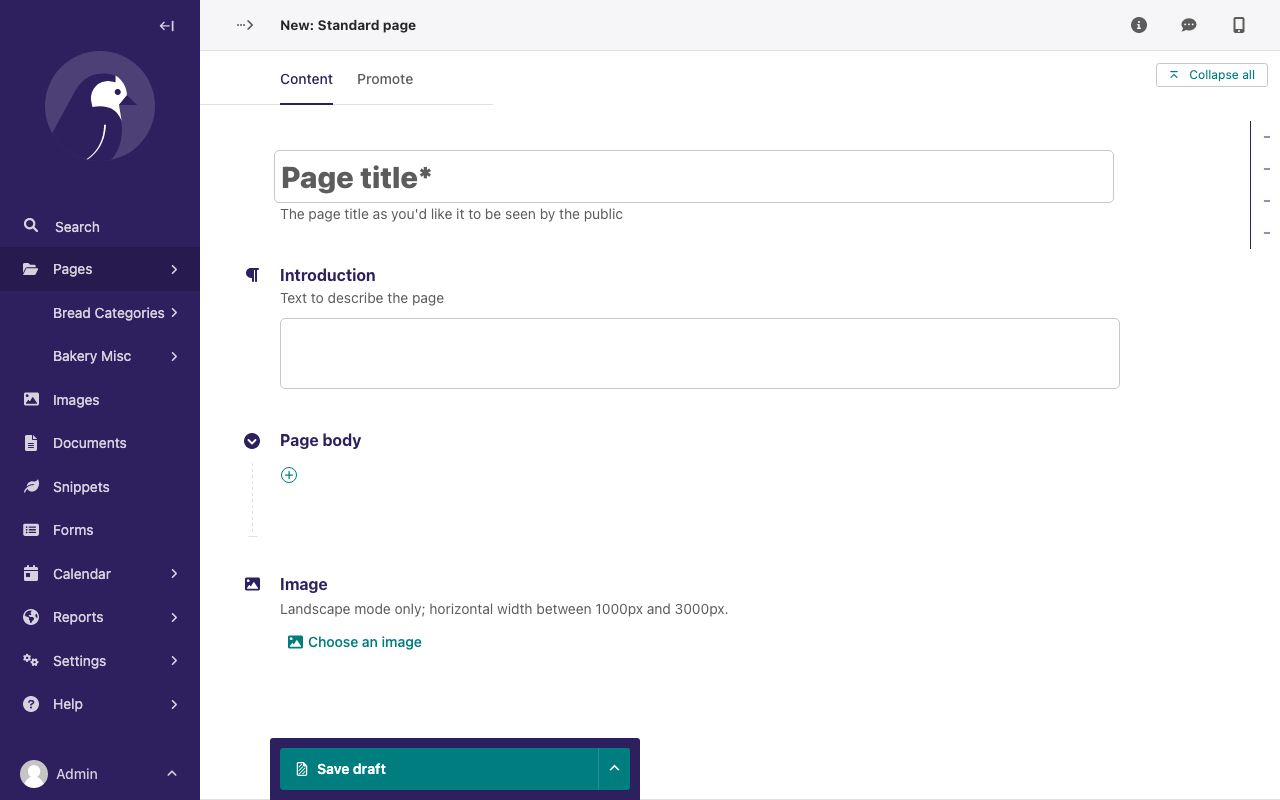 New: Standard page
Content
Promote
Collapse all
Page title*
The page title as you'd like it to be seen by the public
Introduction
Text to describe the page
Page body
Image
Landscape mode only; horizontal width between 1000px and 3000px.
Choose an image
Save draft
Search
Pages
Bread Categories
Bakery Misc
Images
Documents
Snippets
Forms
Calendar
Reports
Settings
Help
Admin